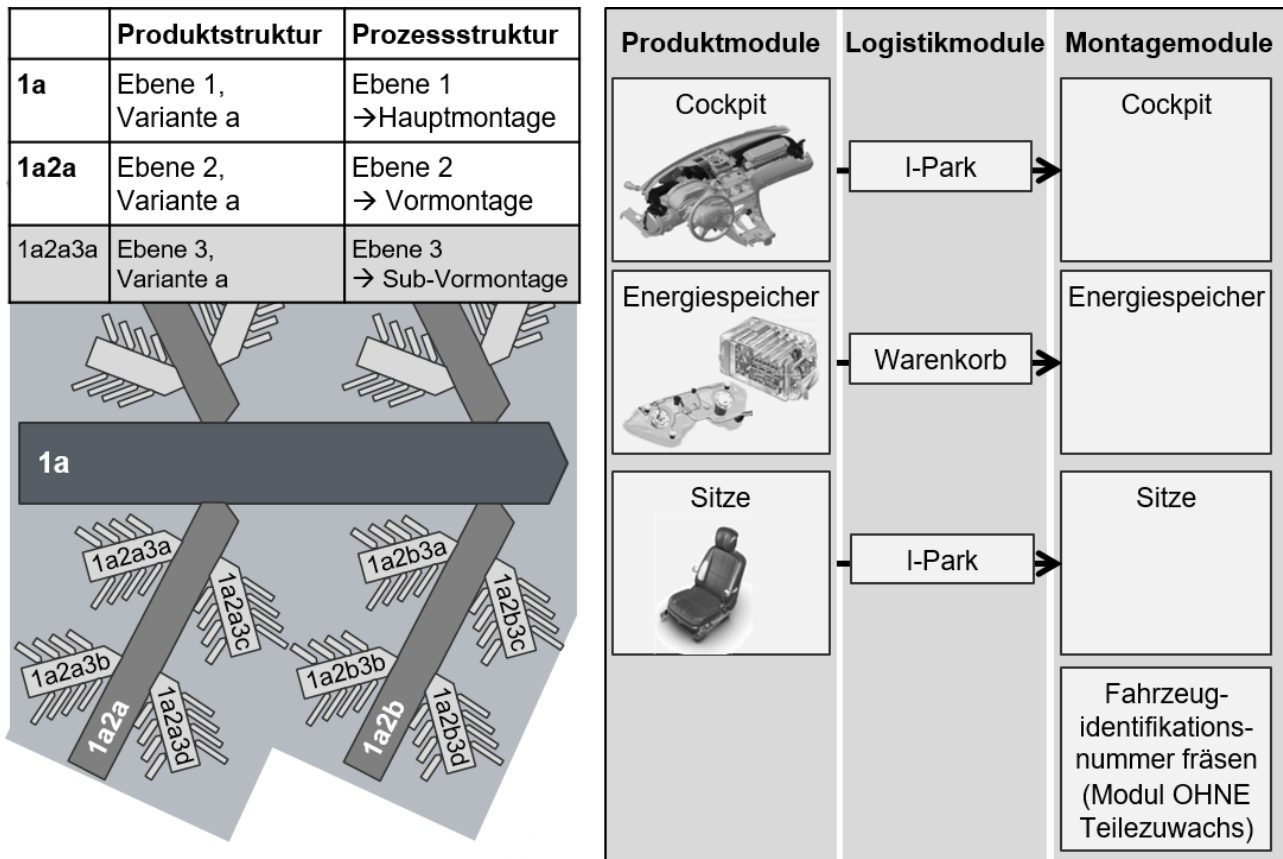 Produktstruktur Prozessstruktur
1a Ebene 1, Ebene 1
Variante a →Hauptmontage
1a2a Ebene 2, Ebene 2
Variante a → Vormontage
1a2a3a Ebene 3, Ebene 3
Variante a → Sub-Vormontage
1a
1a2a3a
1a2a3c
1a2a3b
1a2a3d
1a2a
1a2b3a
1a2b3c
1a2b3b
1a2b3d
1a2b
Produktmodule Logistikmodule Montagemodule
Cockpit
I-Park
Cockpit
Energiespeicher
Warenkorb
Energiespeicher
Sitze
I-Park
Sitze
Fahrzeug-
identifikations-
nummer fräsen
(Modul OHNE
Teilezuwachs)